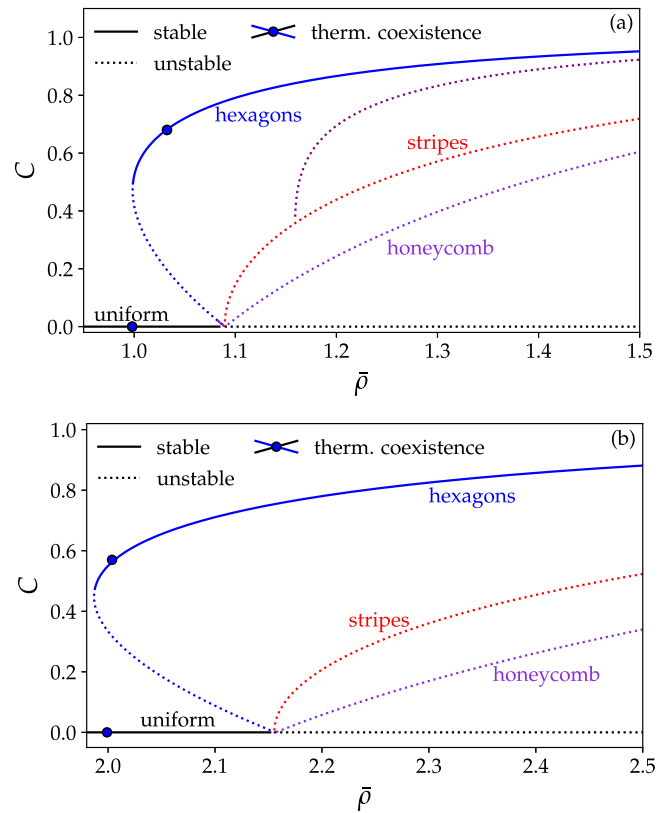 (a)
stable
therm. coexistence
unstable
hexagons
stripes
honeycomb
uniform
C
1.0
0.8
0.6
0.4
0.2
0.0
1.0 1.1 1.2 1.3 1.4 1.5
ρ̄
(b)
stable
therm. coexistence
unstable
hexagons
stripes
honeycomb
uniform
C
1.0
0.8
0.6
0.4
0.2
0.0
2.0 2.1 2.2 2.3 2.4 2.5
ρ̄